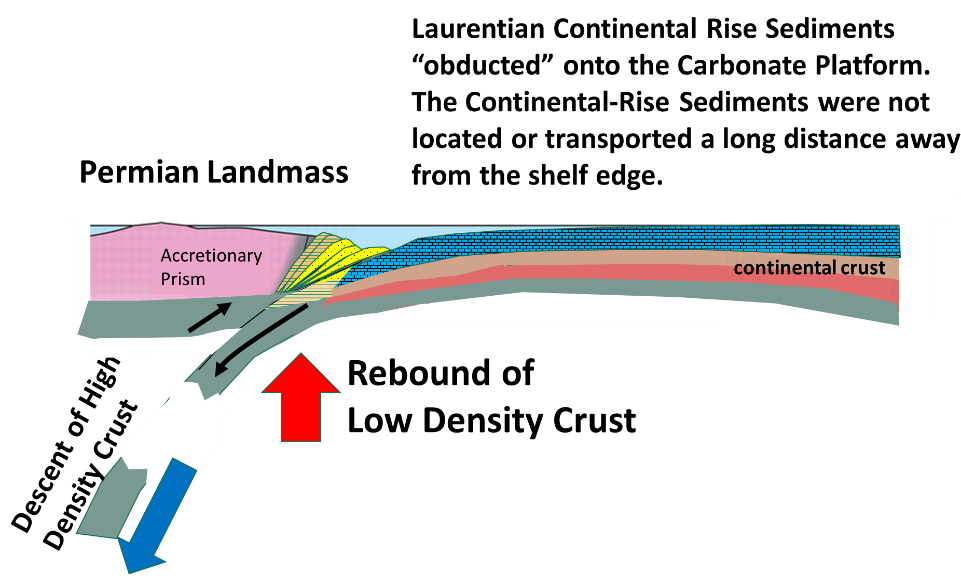 Laurentian Continental Rise Sediments
“obducted” onto the Carbonate Platform.
The Continental-Rise Sediments were not
located or transported a long distance away
from the shelf edge.
Permian Landmass
Accretionary
Prism
continental crust
Rebound of
Low Density Crust
Descent of High
Density Crust